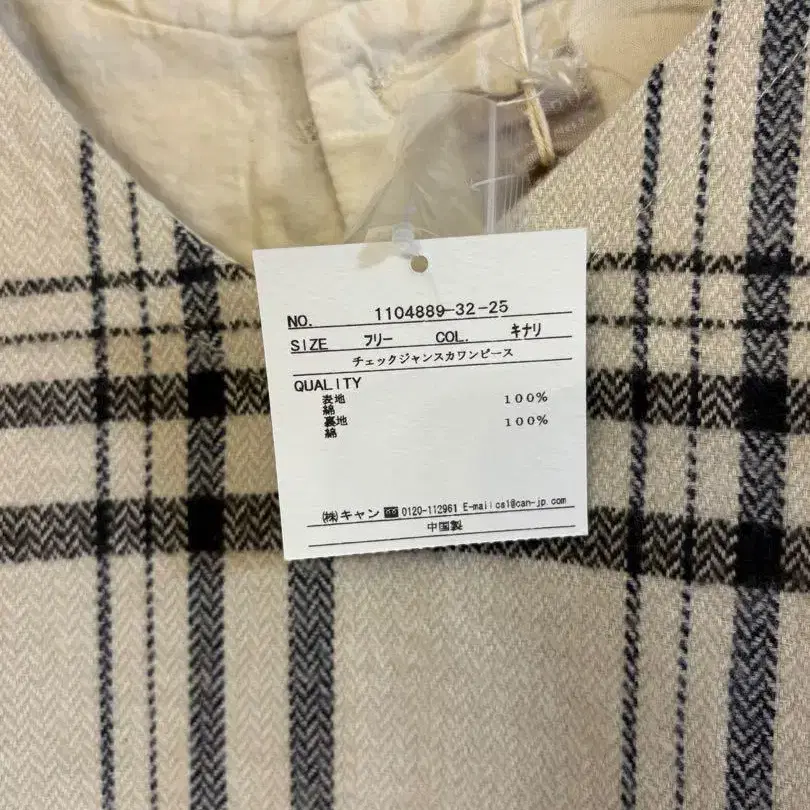 NO. 1104889-32-25
SIZE フリー COL. キナリ
チェックジャンスカワンピース
QUALITY
表地 100%
綿
裏地 100%
綿
㈱キャン 0120-112961 E-mail:cs1@can-jp.com
中国製